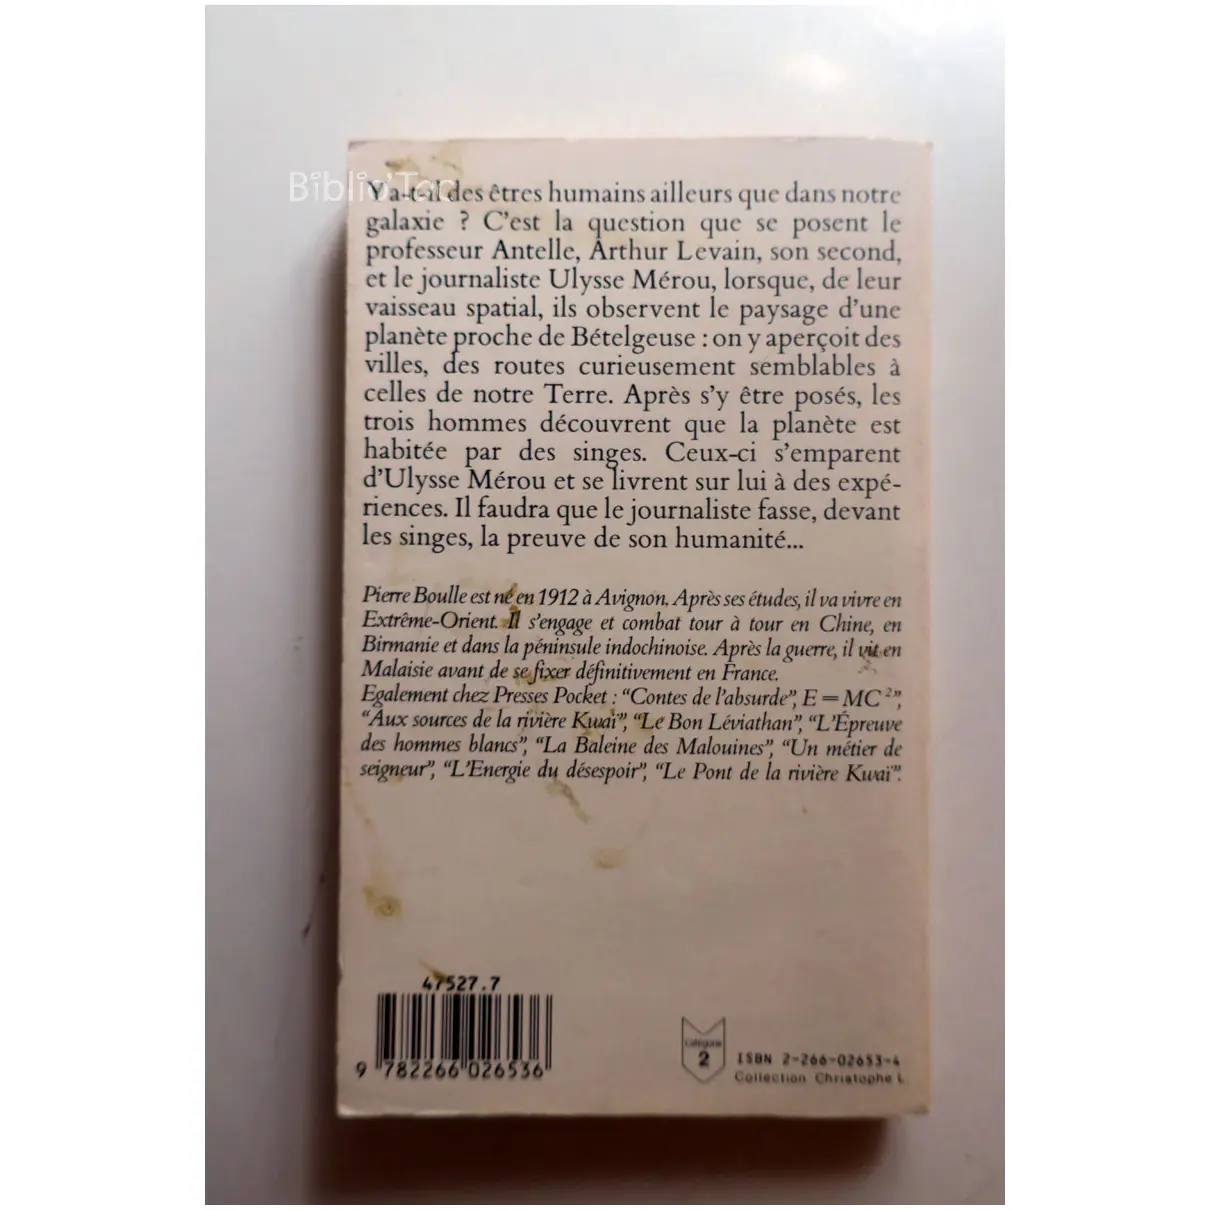 Biblio'Tac
Y a-t-il des êtres humains ailleurs que dans notre
galaxie ? C'est la question que se posent le
professeur Antelle, Arthur Levain, son second,
et le journaliste Ulysse Mérou, lorsque, de leur
vaisseau spatial, ils observent le paysage d'une
planète proche de Bételgeuse : on y aperçoit des
villes, des routes curieusement semblables à
celles de notre Terre. Après s'y être posés, les
trois hommes découvrent que la planète est
habitée par des singes. Ceux-ci s'emparent
d'Ulysse Mérou et se livrent sur lui à des expé-
riences. Il faudra que le journaliste fasse, devant
les singes, la preuve de son humanité...
Pierre Boulle est né en 1912 à Avignon. Après ses études, il va vivre en
Extrême-Orient. Il s'engage et combat tour à tour en Chine, en
Birmanie et dans la péninsule indochinoise. Après la guerre, il vit en
Malaisie avant de se fixer définitivement en France.
Egalement chez Presses Pocket : “Contes de l'absurde”, E = MC²”,
“Aux sources de la rivière Kwaï”, “Le Bon Léviathan”, “L'Épreuve
des hommes blancs”, “La Baleine des Malouines”, “Un métier de
seigneur”, “L'Energie du désespoir”, “Le Pont de la rivière Kwaï”.
47527.7
9 782266 026536
catégorie
2
ISBN 2-266-02653-4
Collection Christophe L